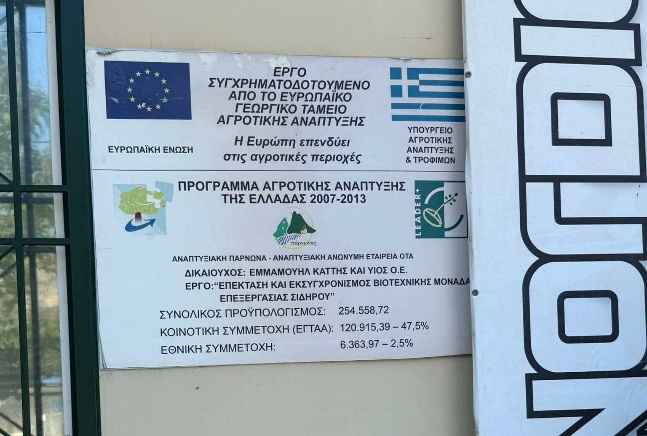 ΕΡΓΟ
ΣΥΓΧΡΗΜΑΤΟΔΟΤΟΥΜΕΝΟ
ΑΠΟ ΤΟ ΕΥΡΩΠΑΪΚΟ
ΓΕΩΡΓΙΚΟ ΤΑΜΕΙΟ
ΑΓΡΟΤΙΚΗΣ ΑΝΑΠΤΥΞΗΣ
Η Ευρώπη επενδύει
στις αγροτικές περιοχές
ΕΥΡΩΠΑΪΚΗ ΕΝΩΣΗ
ΥΠΟΥΡΓΕΙΟ
ΑΓΡΟΤΙΚΗΣ
ΑΝΑΠΤΥΞΗΣ
& ΤΡΟΦΙΜΩΝ
ΠΡΟΓΡΑΜΜΑ ΑΓΡΟΤΙΚΗΣ ΑΝΑΠΤΥΞΗΣ
ΤΗΣ ΕΛΛΑΔΑΣ 2007-2013
πάρνωνας
LEADER+
ΑΝΑΠΤΥΞΙΑΚΗ ΠΑΡΝΩΝΑ - ΑΝΑΠΤΥΞΙΑΚΗ ΑΝΩΝΥΜΗ ΕΤΑΙΡΕΙΑ ΟΤΑ
ΔΙΚΑΙΟΥΧΟΣ: ΕΜΜΑΜΟΥΗΛ ΚΑΤΤΗΣ ΚΑΙ ΥΙΟΣ Ο.Ε.
ΕΡΓΟ:"ΕΠΕΚΤΑΣΗ ΚΑΙ ΕΚΣΥΓΧΡΟΝΙΣΜΟΣ ΒΙΟΤΕΧΝΙΚΗΣ ΜΟΝΑΔΑ
ΕΠΕΞΕΡΓΑΣΙΑΣ ΣΙΔΗΡΟΥ"
ΣΥΝΟΛΙΚΟΣ ΠΡΟΫΠΟΛΟΓΙΣΜΟΣ: 254.558,72
ΚΟΙΝΟΤΙΚΗ ΣΥΜΜΕΤΟΧΗ (ΕΓΤΑΑ): 120.915,39 – 47,5%
ΕΘΝΙΚΗ ΣΥΜΜΕΤΟΧΗ: 6.363,97 – 2,5%